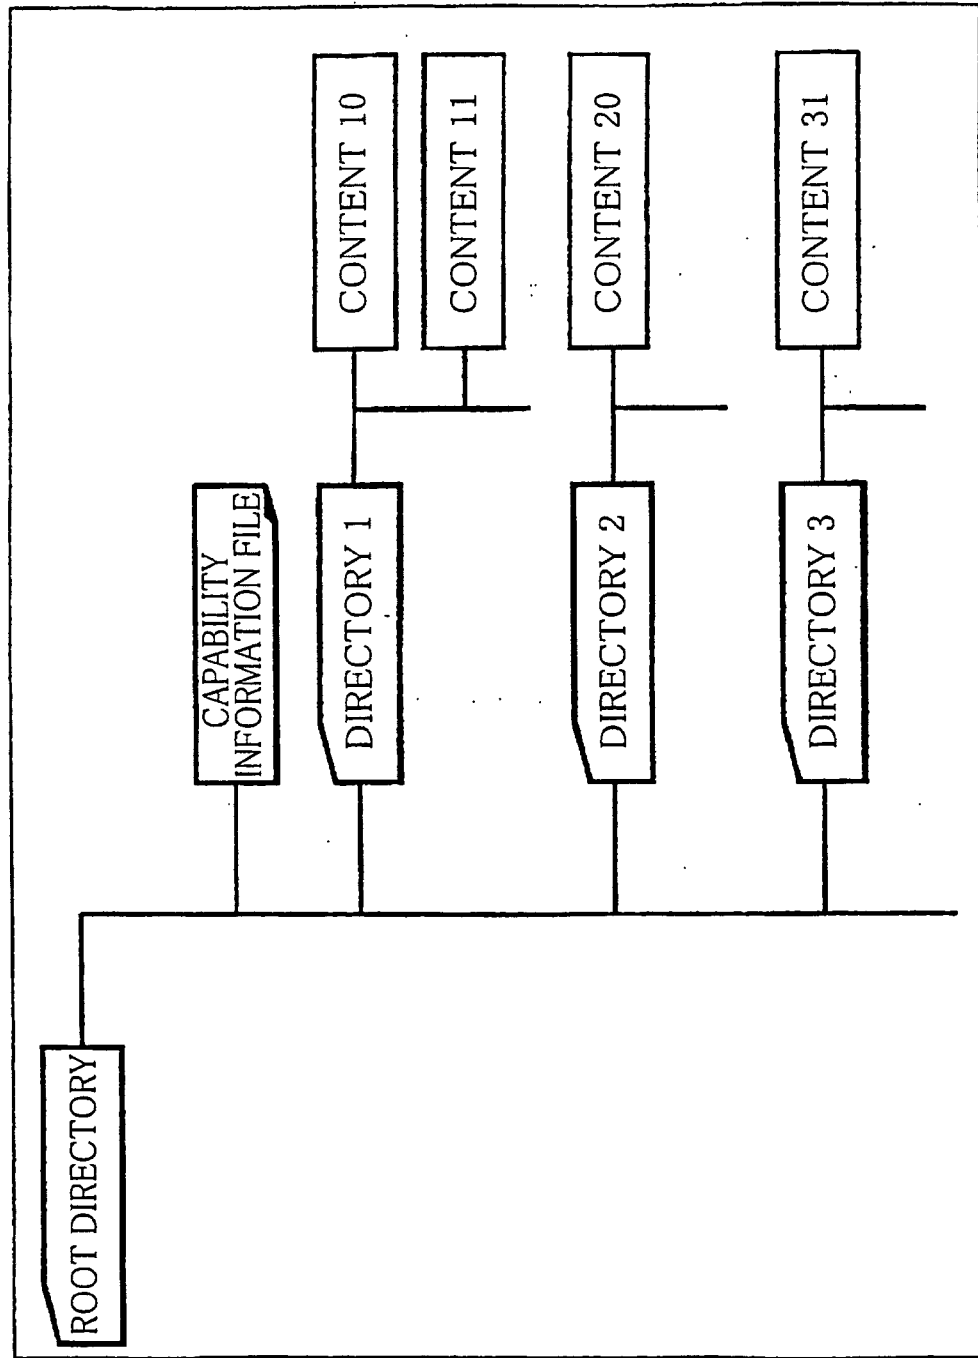 ROOT DIRECTORY
CAPABILITY
INFORMATION FILE
DIRECTORY 1
CONTENT 10
CONTENT 11
DIRECTORY 2
CONTENT 20
DIRECTORY 3
CONTENT 31